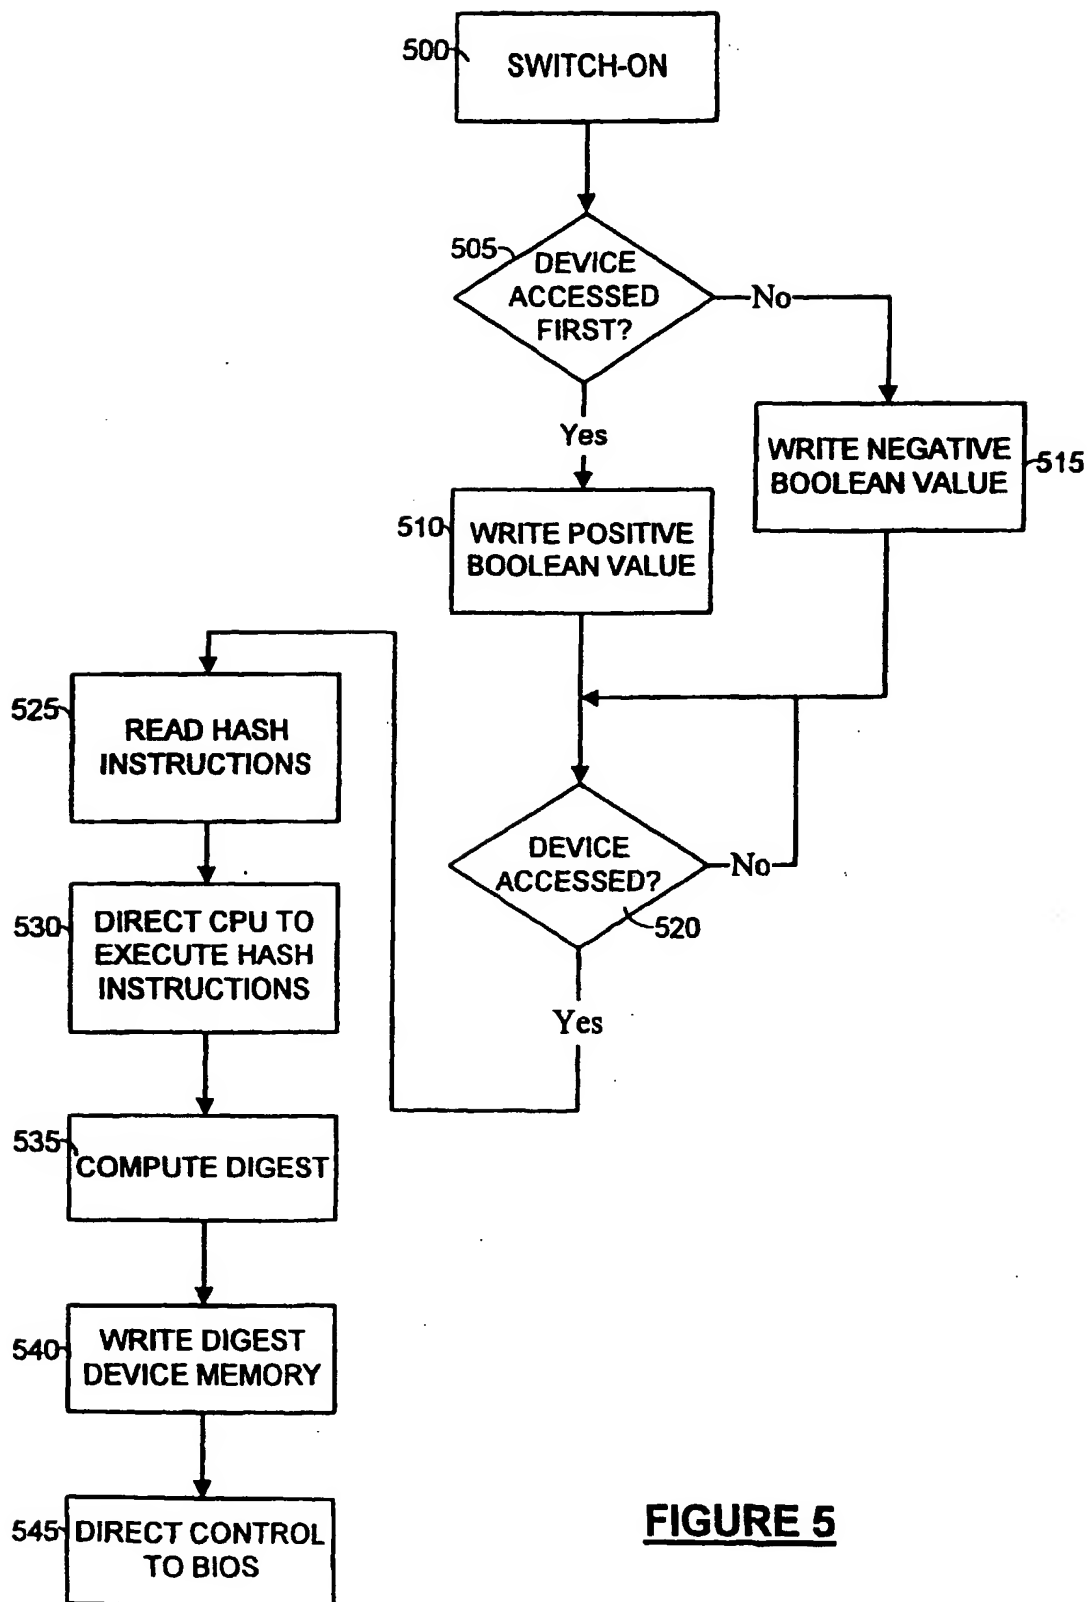 500
SWITCH-ON
505
DEVICE
ACCESSED
FIRST?
No
Yes
WRITE NEGATIVE
BOOLEAN VALUE
515
510
WRITE POSITIVE
BOOLEAN VALUE
525
READ HASH
INSTRUCTIONS
DEVICE
ACCESSED?
No
520
Yes
530
DIRECT CPU TO
EXECUTE HASH
INSTRUCTIONS
535
COMPUTE DIGEST
540
WRITE DIGEST
DEVICE MEMORY
545
DIRECT CONTROL
TO BIOS
FIGURE 5